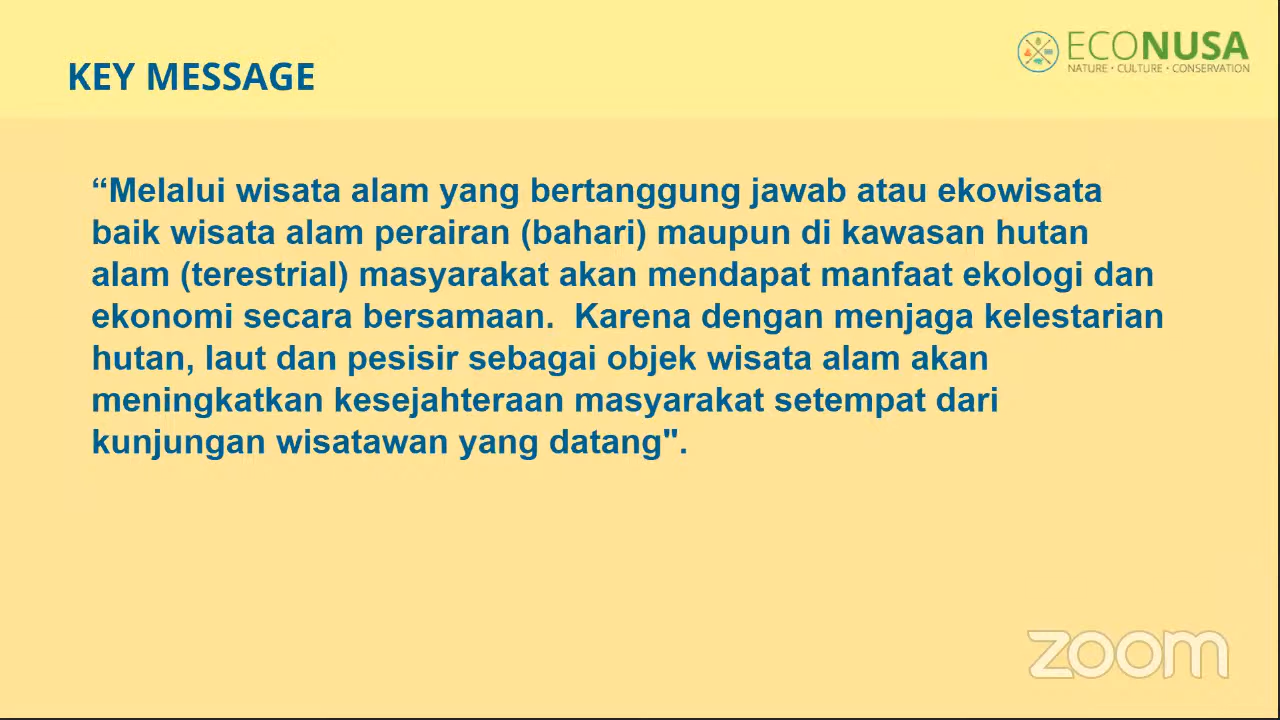 KEY MESSAGE
ECONUSA
NATURE • CULTURE • CONSERVATION
“Melalui wisata alam yang bertanggung jawab atau ekowisata
baik wisata alam perairan (bahari) maupun di kawasan hutan
alam (terestrial) masyarakat akan mendapat manfaat ekologi dan
ekonomi secara bersamaan.  Karena dengan menjaga kelestarian
hutan, laut dan pesisir sebagai objek wisata alam akan
meningkatkan kesejahteraan masyarakat setempat dari
kunjungan wisatawan yang datang".
zoom